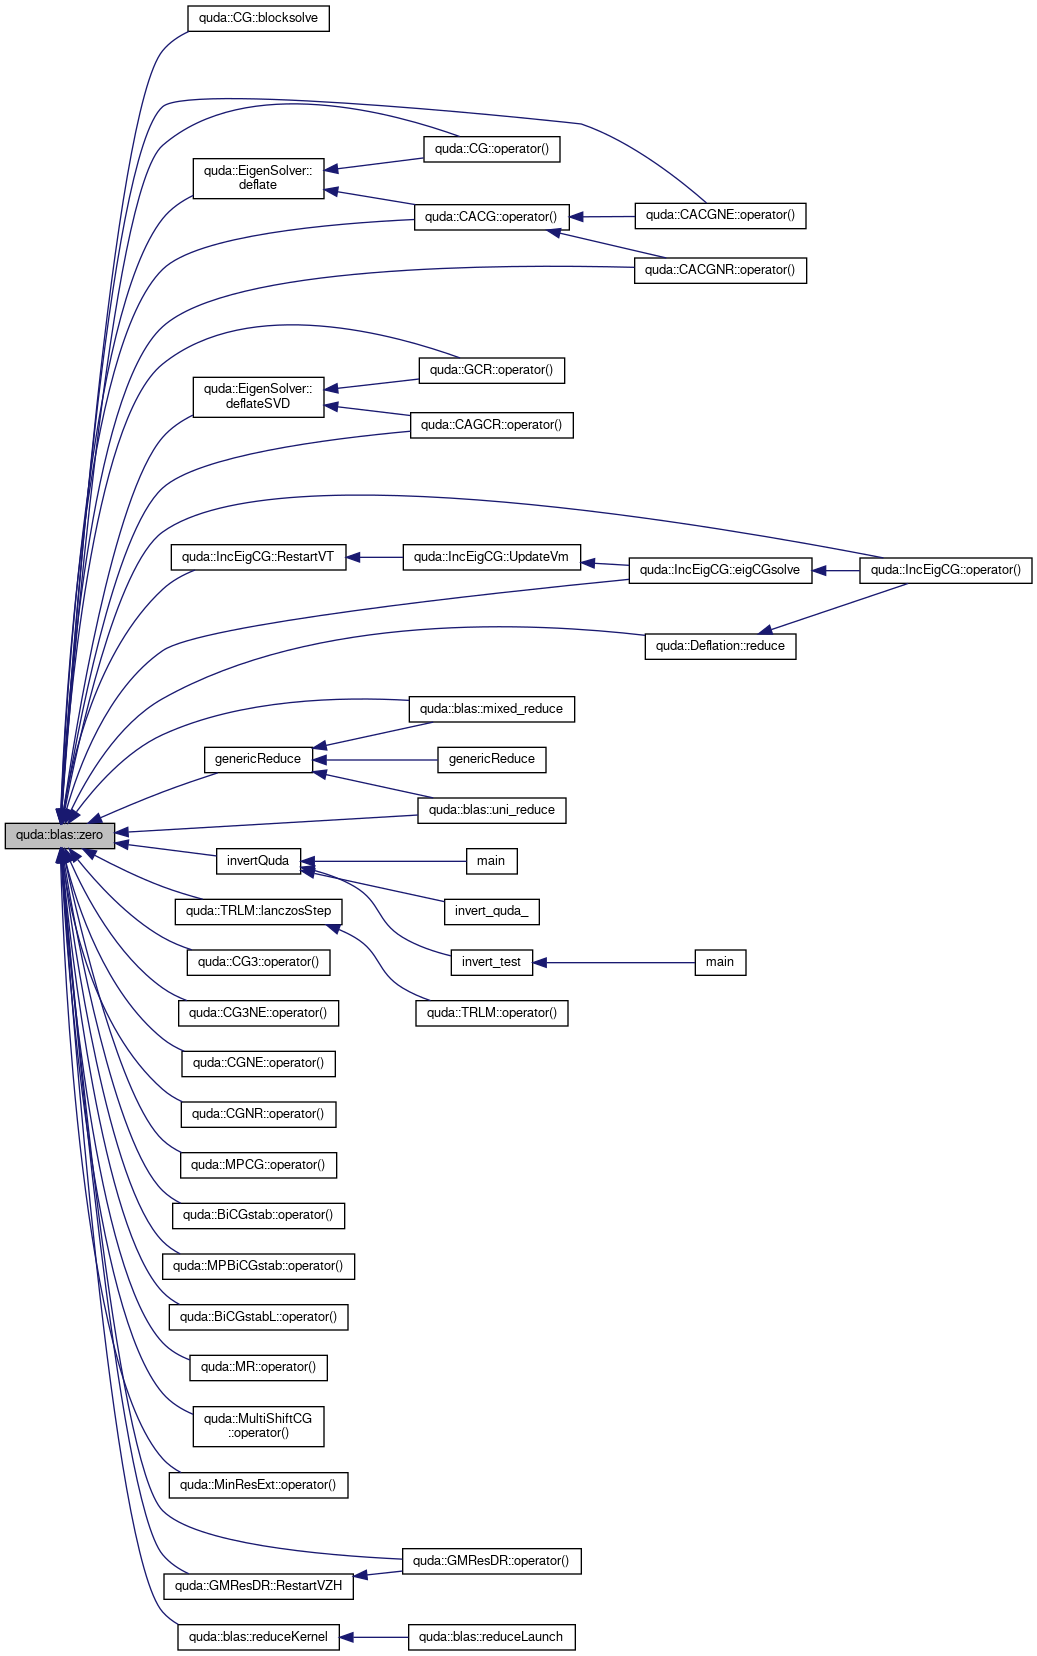 quda::CG::blocksolve
quda::CG::operator()
quda::EigenSolver::
deflate
quda::CACG::operator()
quda::CACGNE::operator()
quda::CACGNR::operator()
quda::GCR::operator()
quda::EigenSolver::
deflateSVD
quda::CAGCR::operator()
quda::IncEigCG::RestartVT
quda::IncEigCG::UpdateVm
quda::IncEigCG::eigCGsolve
quda::IncEigCG::operator()
quda::Deflation::reduce
quda::blas::mixed_reduce
genericReduce
genericReduce
quda::blas::uni_reduce
quda::blas::zero
invertQuda
main
quda::TRLM::lanczosStep
invert_quda_
quda::CG3::operator()
invert_test
main
quda::CG3NE::operator()
quda::TRLM::operator()
quda::CGNE::operator()
quda::CGNR::operator()
quda::MPCG::operator()
quda::BiCGstab::operator()
quda::MPBiCGstab::operator()
quda::BiCGstabL::operator()
quda::MR::operator()
quda::MultiShiftCG
::operator()
quda::MinResExt::operator()
quda::GMResDR::operator()
quda::GMResDR::RestartVZH
quda::blas::reduceKernel
quda::blas::reduceLaunch